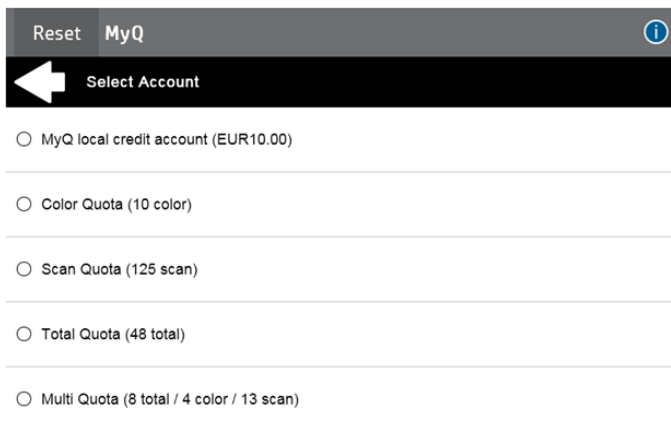 Reset MyQ
Select Account
MyQ local credit account (EUR10.00)
Color Quota (10 color)
Scan Quota (125 scan)
Total Quota (48 total)
Multi Quota (8 total / 4 color / 13 scan)